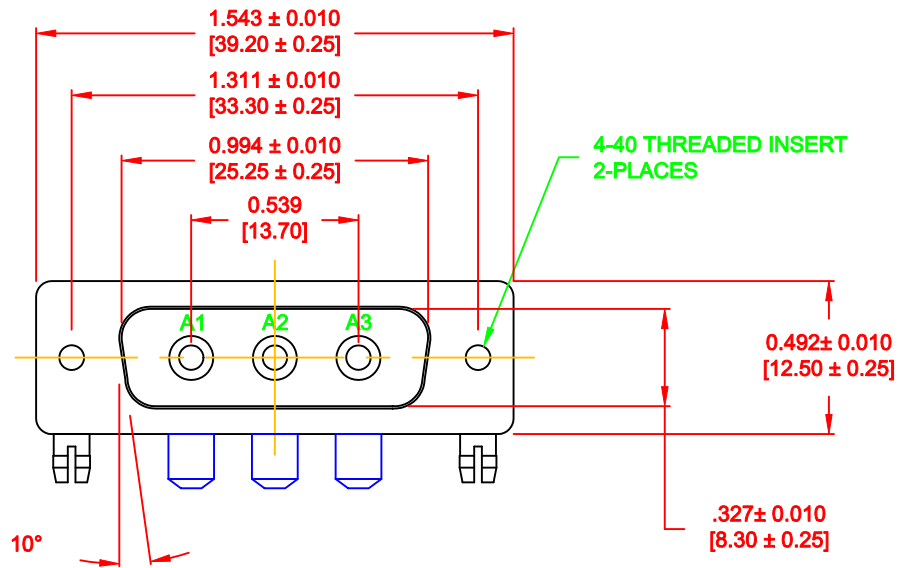 1.543 ± 0.010
[39.20 ± 0.25]
1.311 ± 0.010
[33.30 ± 0.25]
0.994 ± 0.010
[25.25 ± 0.25]
0.539
[13.70]
4-40 THREADED INSERT
2-PLACES
A1 A2 A3
0.492± 0.010
[12.50 ± 0.25]
.327± 0.010
[8.30 ± 0.25]
10°